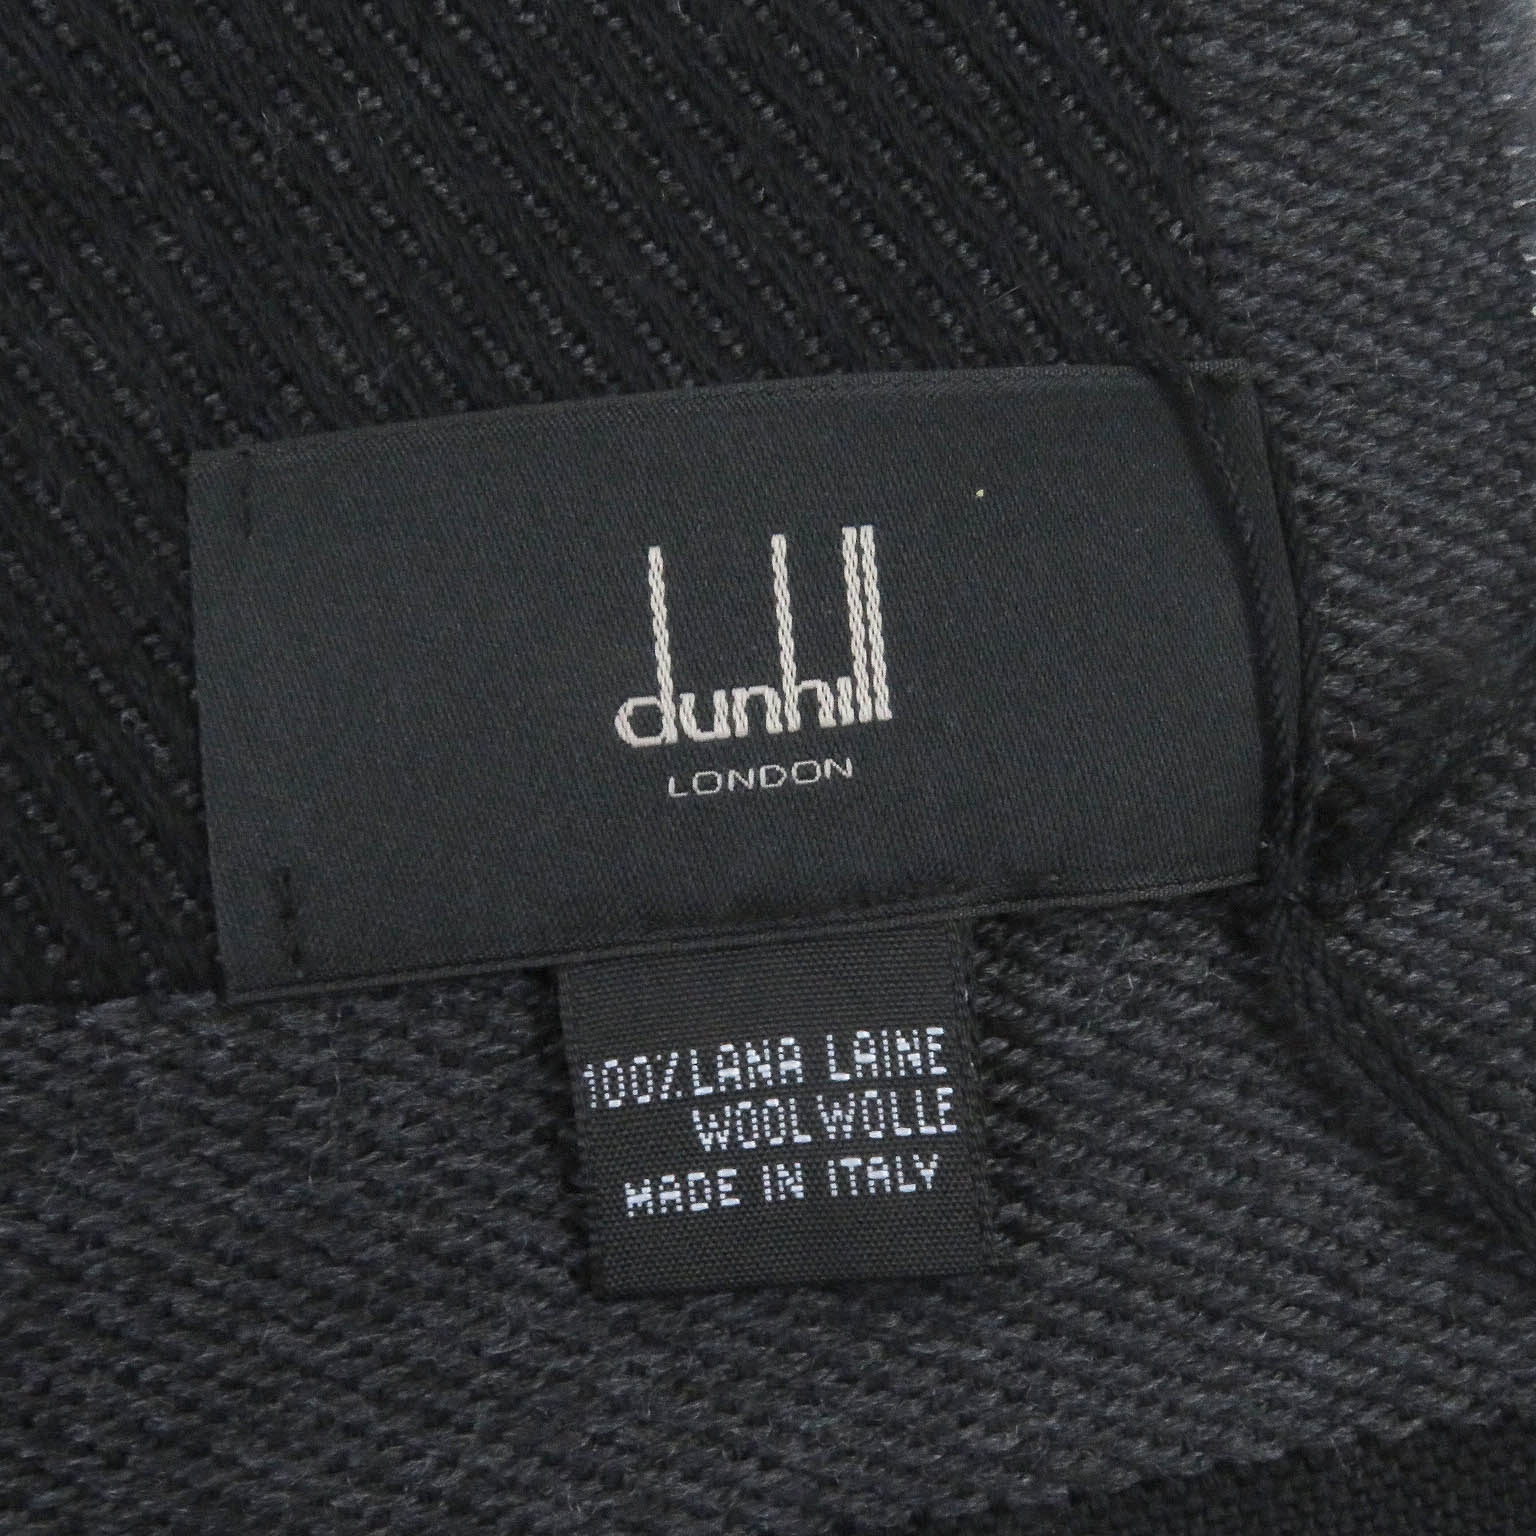 dunhill
LONDON
100% LANA LAINE
WOOL WOLLE
MADE IN ITALY